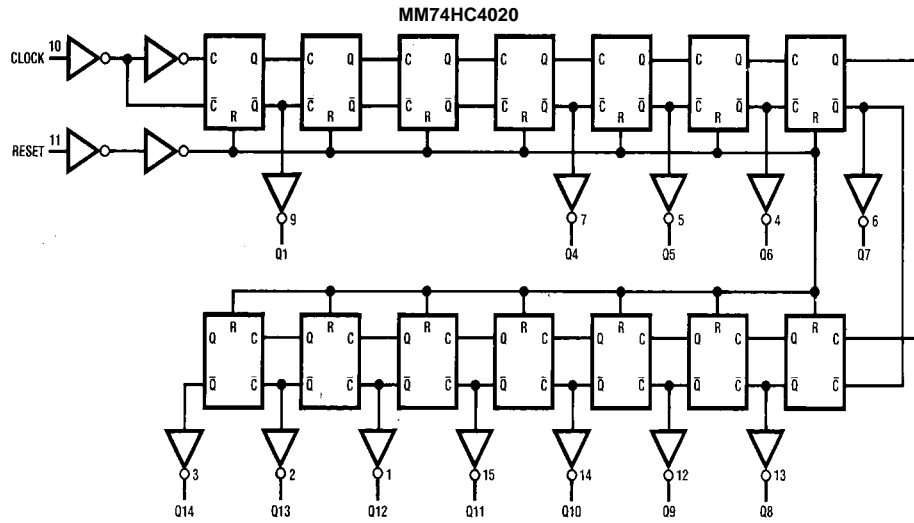 MM74HC4020
CLOCK 10
C Q C Q C Q C Q C Q C Q C Q
C̅ Q̅ C̅ Q̅ C̅ Q̅ C̅ Q̅ C̅ Q̅ C̅ Q̅ C̅ Q̅
R R R R R R R
RESET 11
9 7 5 4 6
Q1 Q4 Q5 Q6 Q7
R R R R R R R
Q C Q C Q C Q C Q C Q C Q C
Q̅ C̅ Q̅ C̅ Q̅ C̅ Q̅ C̅ Q̅ C̅ Q̅ C̅ Q̅ C̅
3 2 1 15 14 12 13
Q14 Q13 Q12 Q11 Q10 Q9 Q8